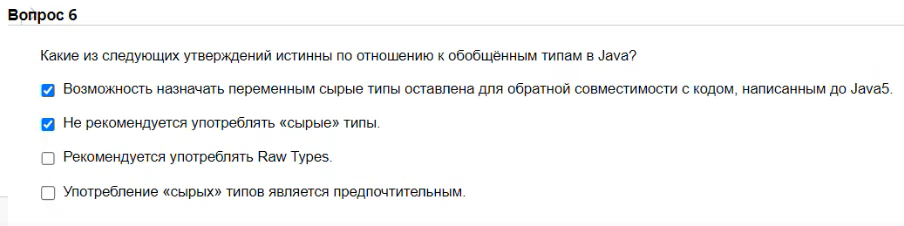 Вопрос 6
Какие из следующих утверждений истинны по отношению к обобщённым типам в Java?
Возможность назначать переменным сырые типы оставлена для обратной совместимости с кодом, написанным до Java5.
Не рекомендуется употреблять «сырые» типы.
Рекомендуется употреблять Raw Types.
Употребление «сырых» типов является предпочтительным.